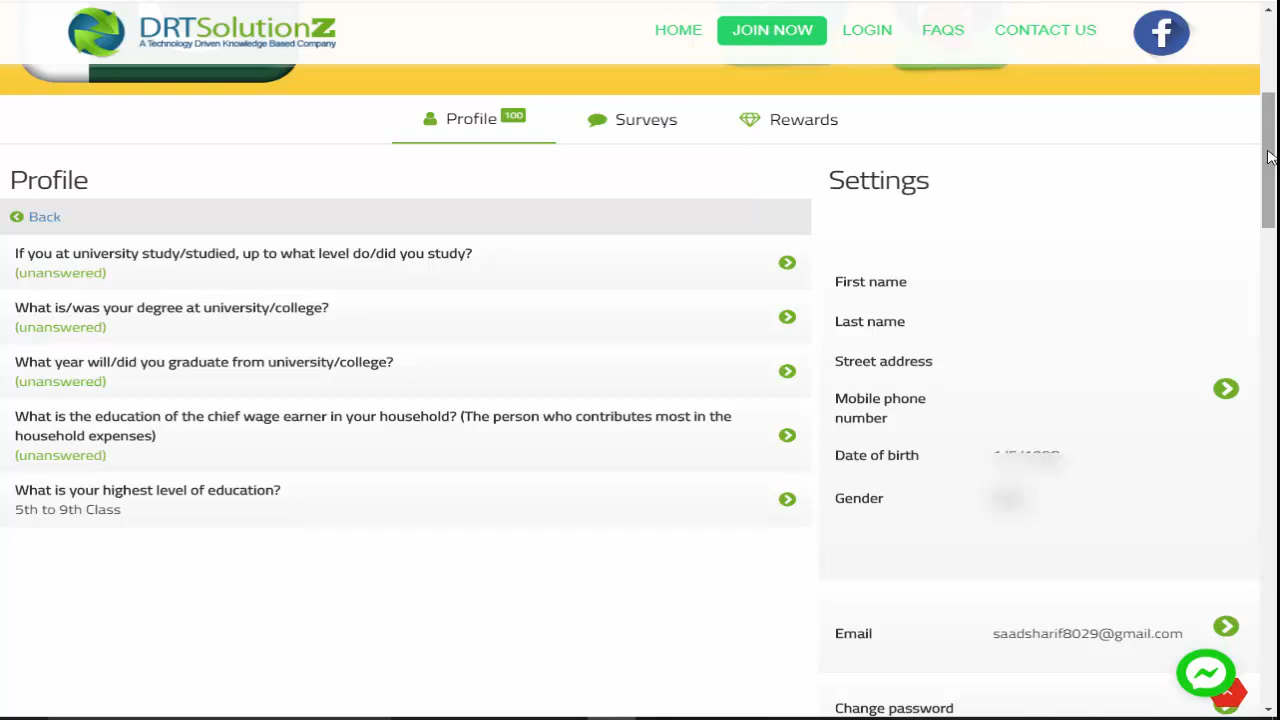 DRTSolutionZ
A Technology Driven Knowledge Based Company
HOME
JOIN NOW
LOGIN
FAQS
CONTACT US
f
Profile 100
Surveys
Rewards
Profile
Back
If you at university study/studied, up to what level do/did you study?
(unanswered)
What is/was your degree at university/college?
(unanswered)
What year will/did you graduate from university/college?
(unanswered)
What is the education of the chief wage earner in your household? (The person who contributes most in the
household expenses)
(unanswered)
What is your highest level of education?
5th to 9th Class
Settings
First name
Last name
Street address
Mobile phone
number
Date of birth
Gender
Email saadsharif8029@gmail.com
Change password